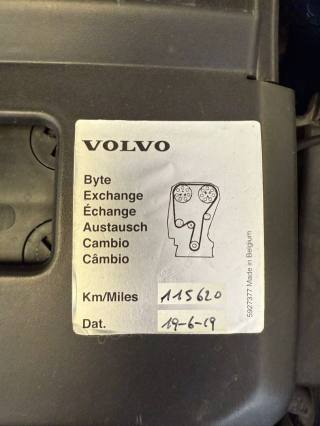 VOLVO
Byte
Exchange
Échange
Austausch
Cambio
Câmbio
Km/Miles 115620
Dat. 19-6-19
5927377 Made in Belgium